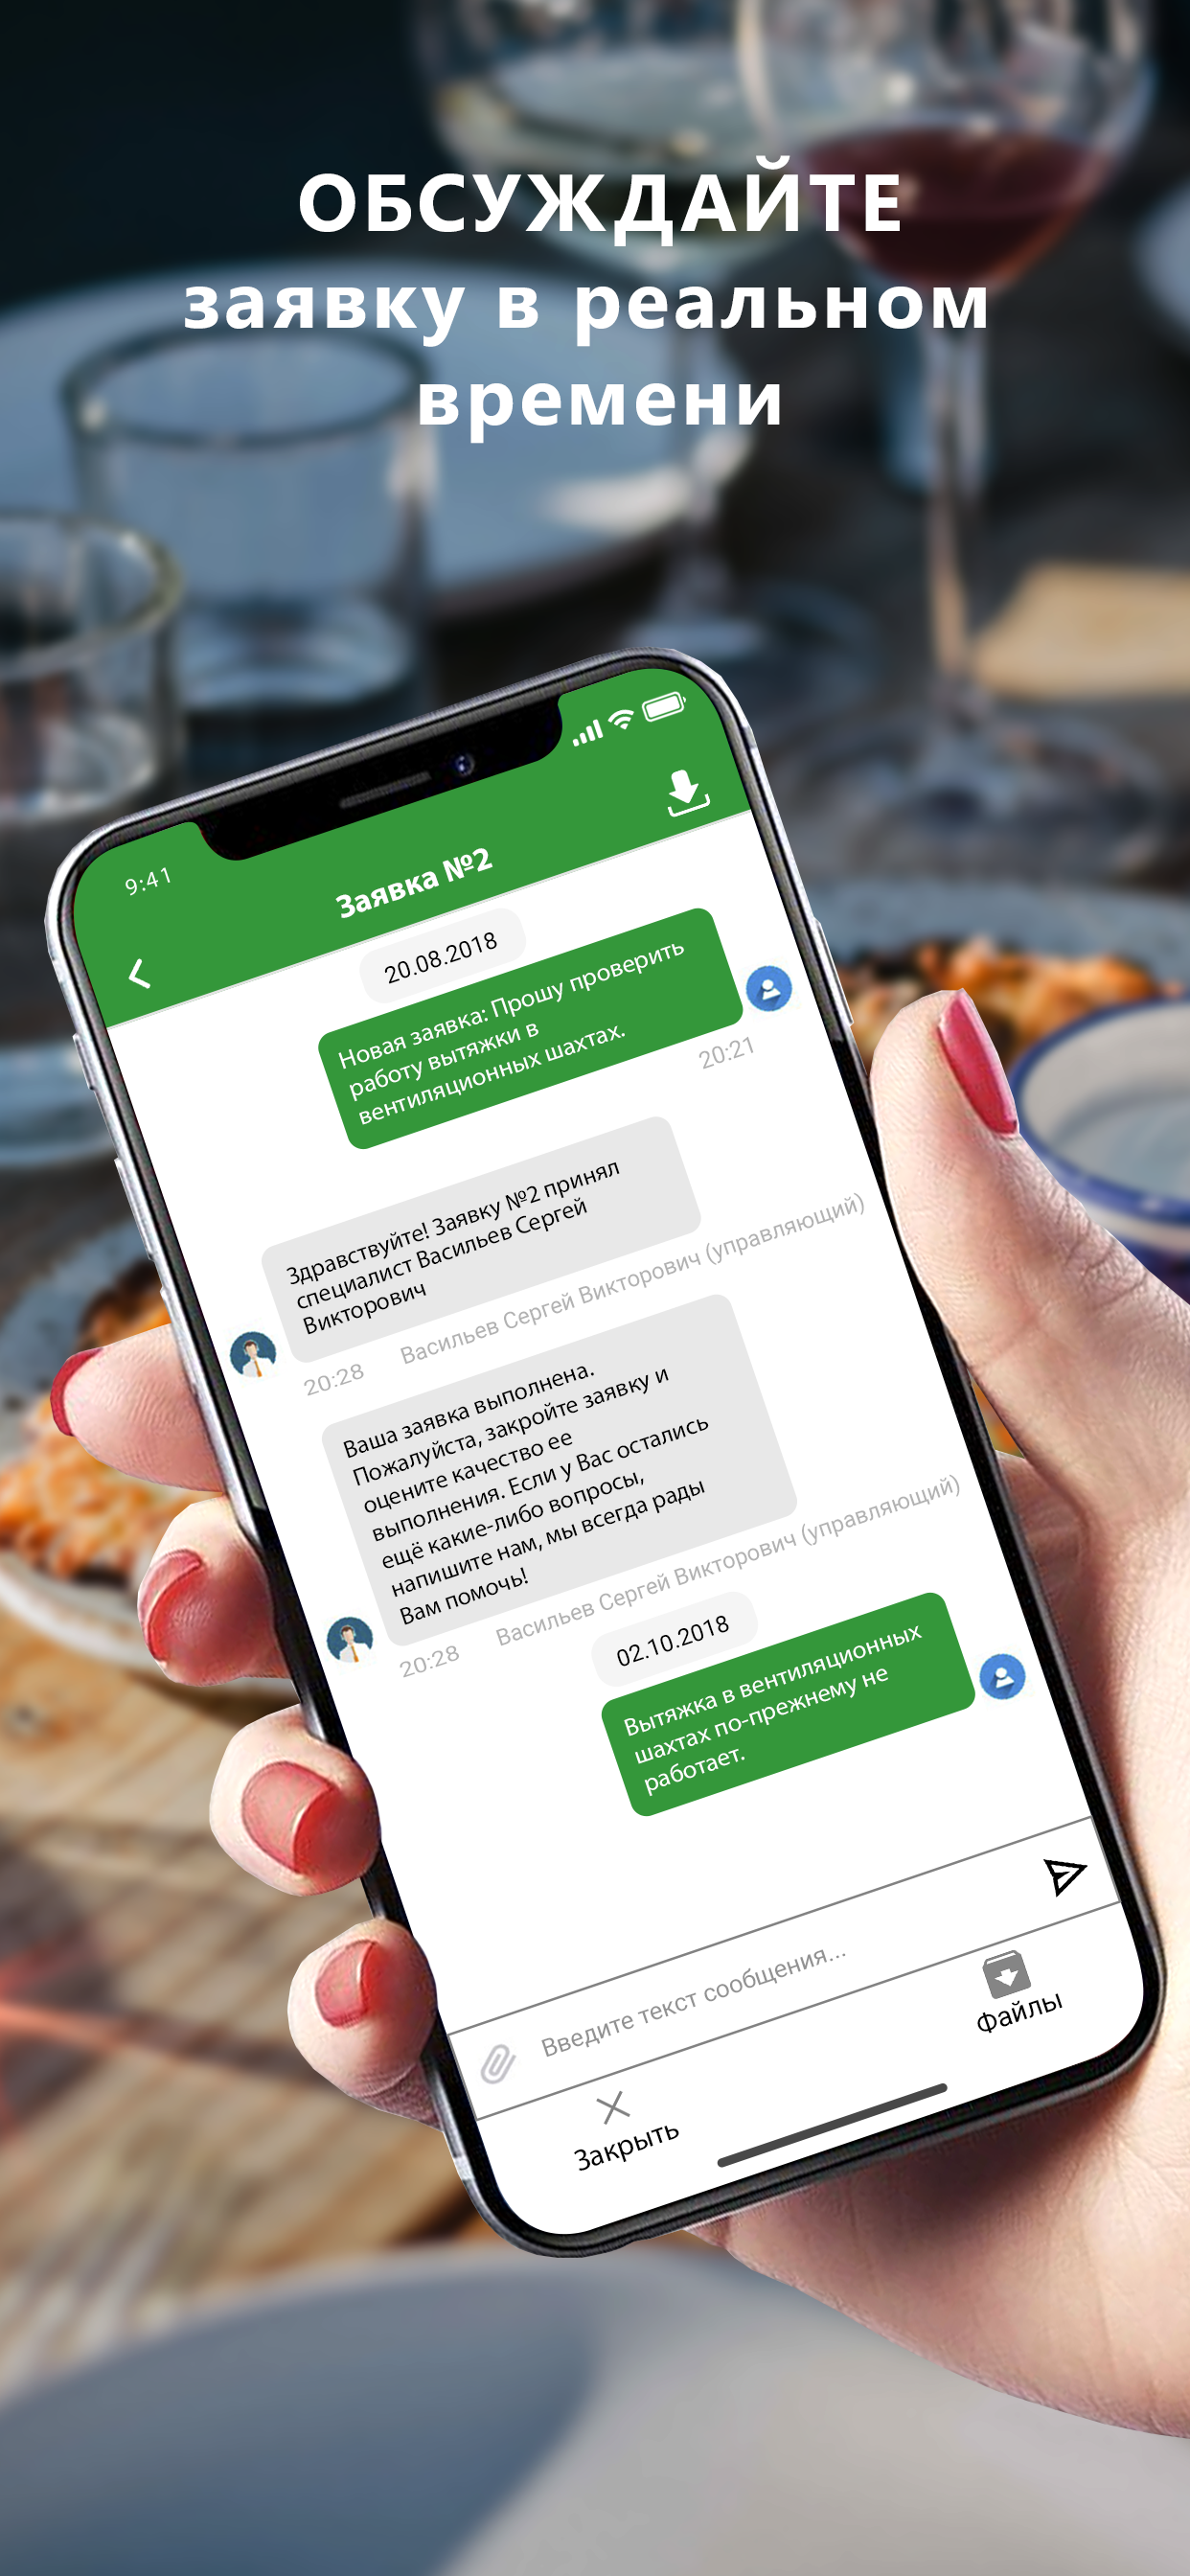 ОБСУЖДАЙТЕ
заявку в реальном
времени
9:41
Заявка №2
20.08.2018
Новая заявка: Прошу проверить
работу вытяжки в
вентиляционных шахтах.
20:21
Здравствуйте! Заявку №2 принял
специалист Васильев Сергей
Викторович
20:28 Васильев Сергей Викторович (управляющий)
Ваша заявка выполнена.
Пожалуйста, закройте заявку и
оцените качество ее
выполнения. Если у Вас остались
ещё какие-либо вопросы,
напишите нам, мы всегда рады
Вам помочь!
20:28 Васильев Сергей Викторович (управляющий)
02.10.2018
Вытяжка в вентиляционных
шахтах по-прежнему не
работает.
Введите текст сообщения...
Закрыть
Файлы